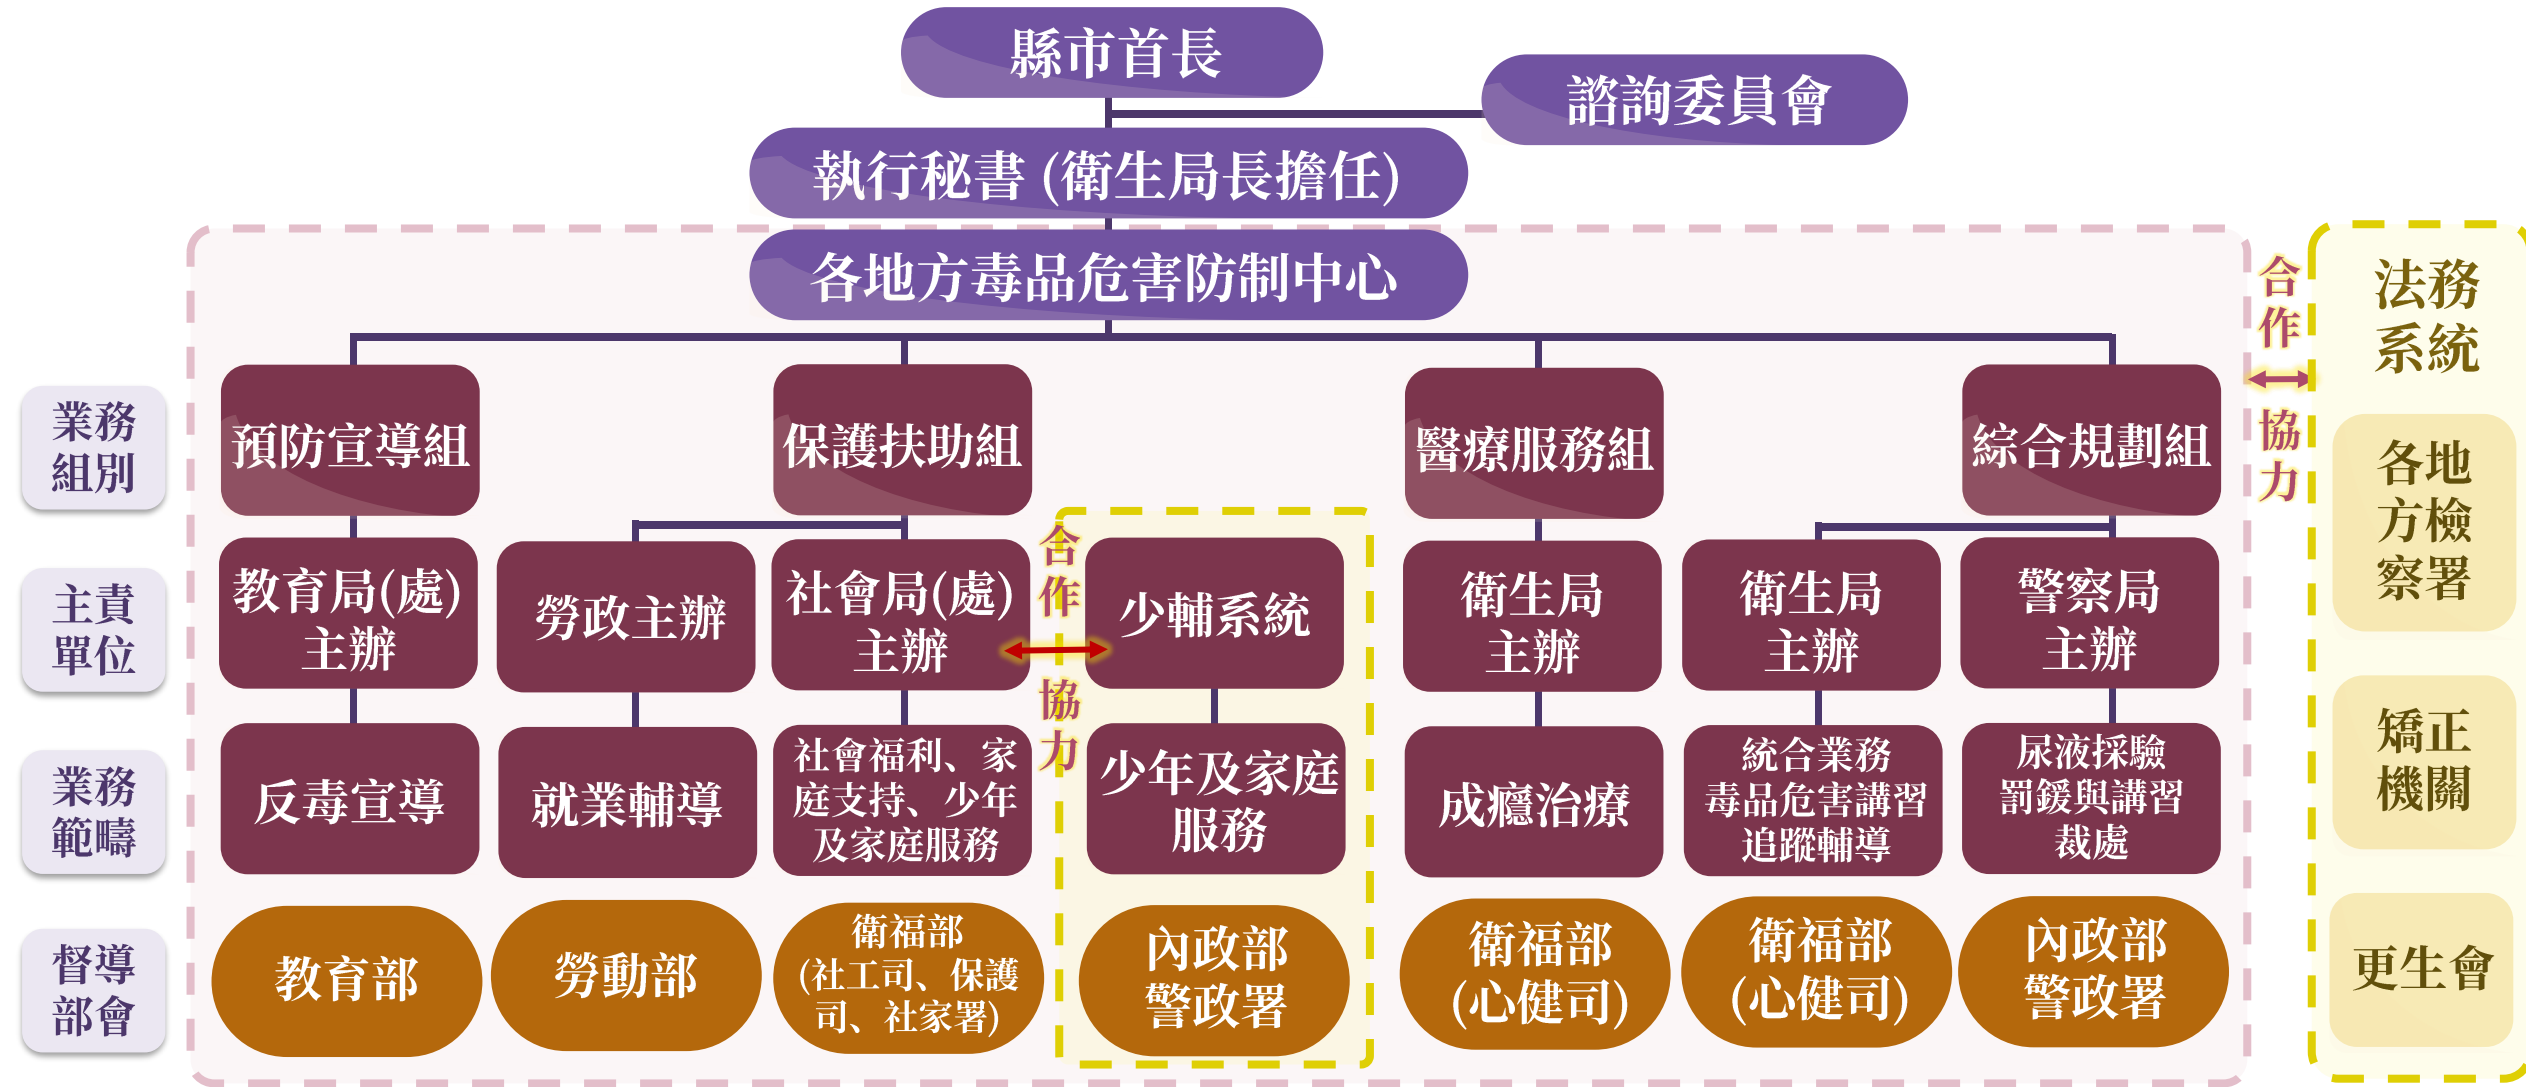 縣市首長
諮詢委員會
執行秘書 (衛生局長擔任)
各地方毒品危害防制中心
業務
組別
預防宣導組
保護扶助組
醫療服務組
綜合規劃組
主責
單位
教育局(處)
主辦
勞政主辦
社會局(處)
主辦
合
作
協
力
少輔系統
衛生局
主辦
衛生局
主辦
警察局
主辦
業務
範疇
反毒宣導
就業輔導
社會福利、家
庭支持、少年
及家庭服務
少年及家庭
服務
成癮治療
統合業務
毒品危害講習
追蹤輔導
尿液採驗
罰鍰與講習
裁處
督導
部會
教育部
勞動部
衛福部
(社工司、保護
司、社家署)
內政部
警政署
衛福部
(心健司)
衛福部
(心健司)
內政部
警政署
合
作
協
力
法務
系統
各地
方檢
察署
矯正
機關
更生會